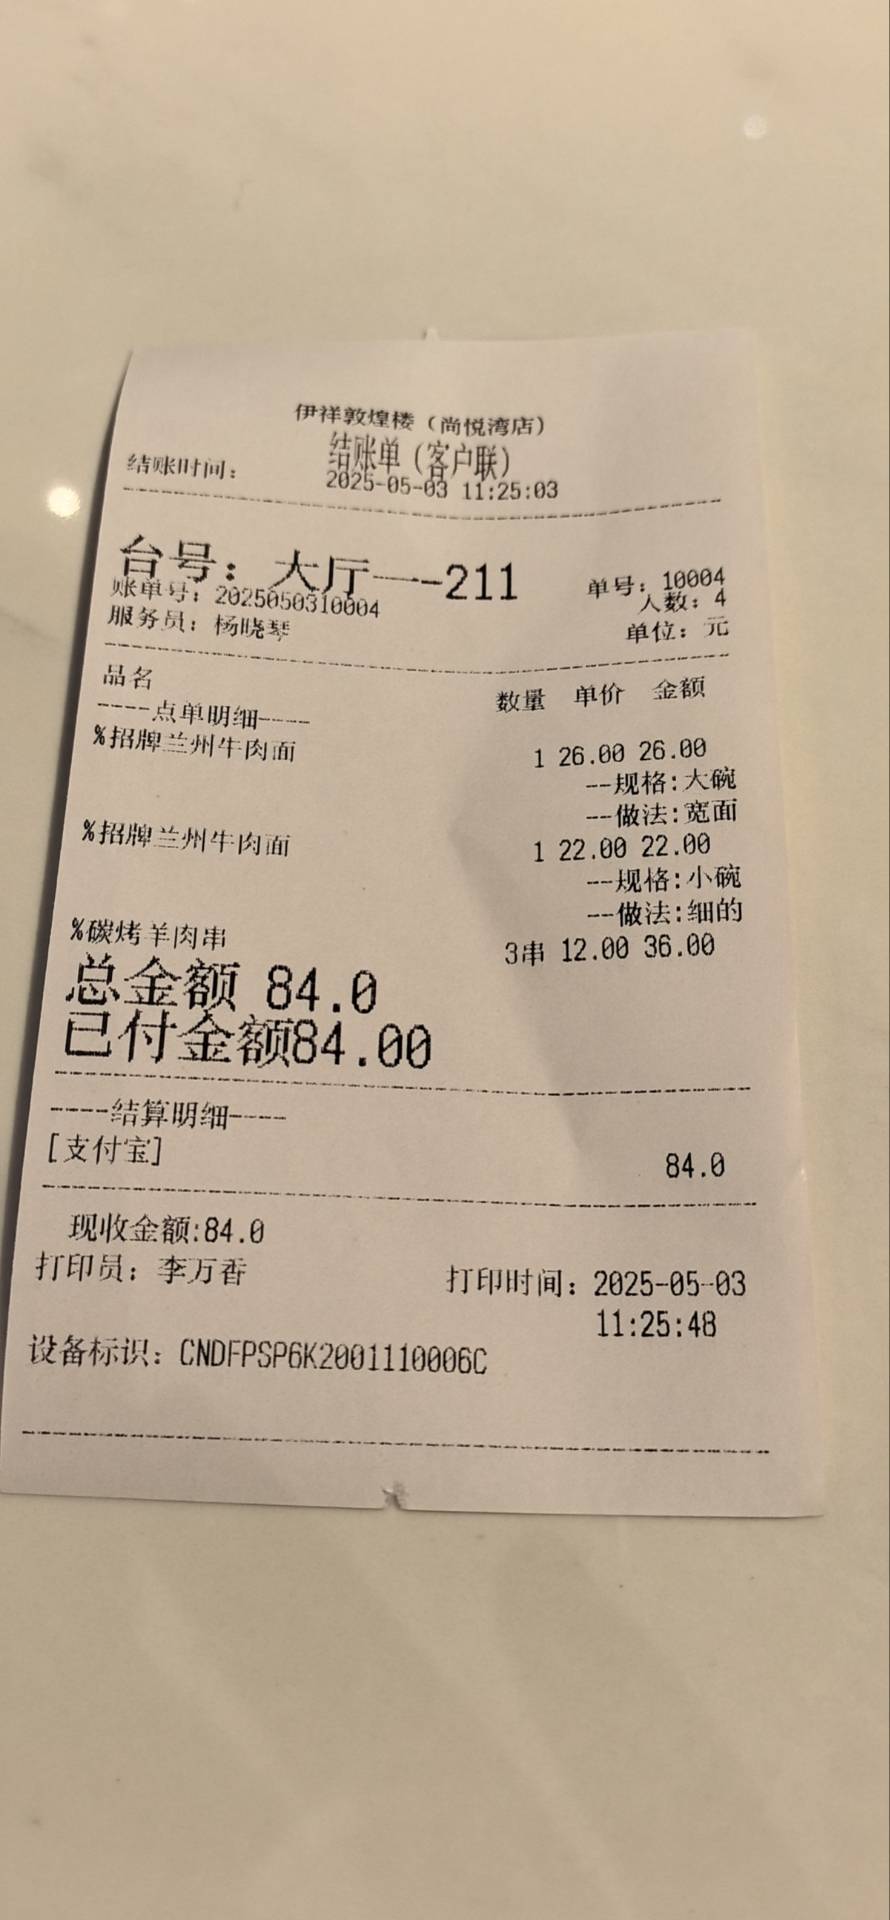 伊祥敦煌楼（尚悦湾店）
结账单（客户联）
结账时间： 2025-05-03 11:25:03
台号：大厅一-211 单号：10004
账单号：2025050310004 人数：4
服务员：杨晓琴 单位：元
品名 数量 单价 金额
----点单明细----
%招牌兰州牛肉面 1 26.00 26.00
--规格:大碗
--做法:宽面
%招牌兰州牛肉面 1 22.00 22.00
--规格:小碗
--做法:细的
%碳烤羊肉串 3串 12.00 36.00
总金额 84.0
已付金额84.00
----结算明细----
[支付宝] 84.0
现收金额:84.0
打印员：李万香 打印时间：2025-05-03
11:25:48
设备标识：CNDFPSP6K2001110006C